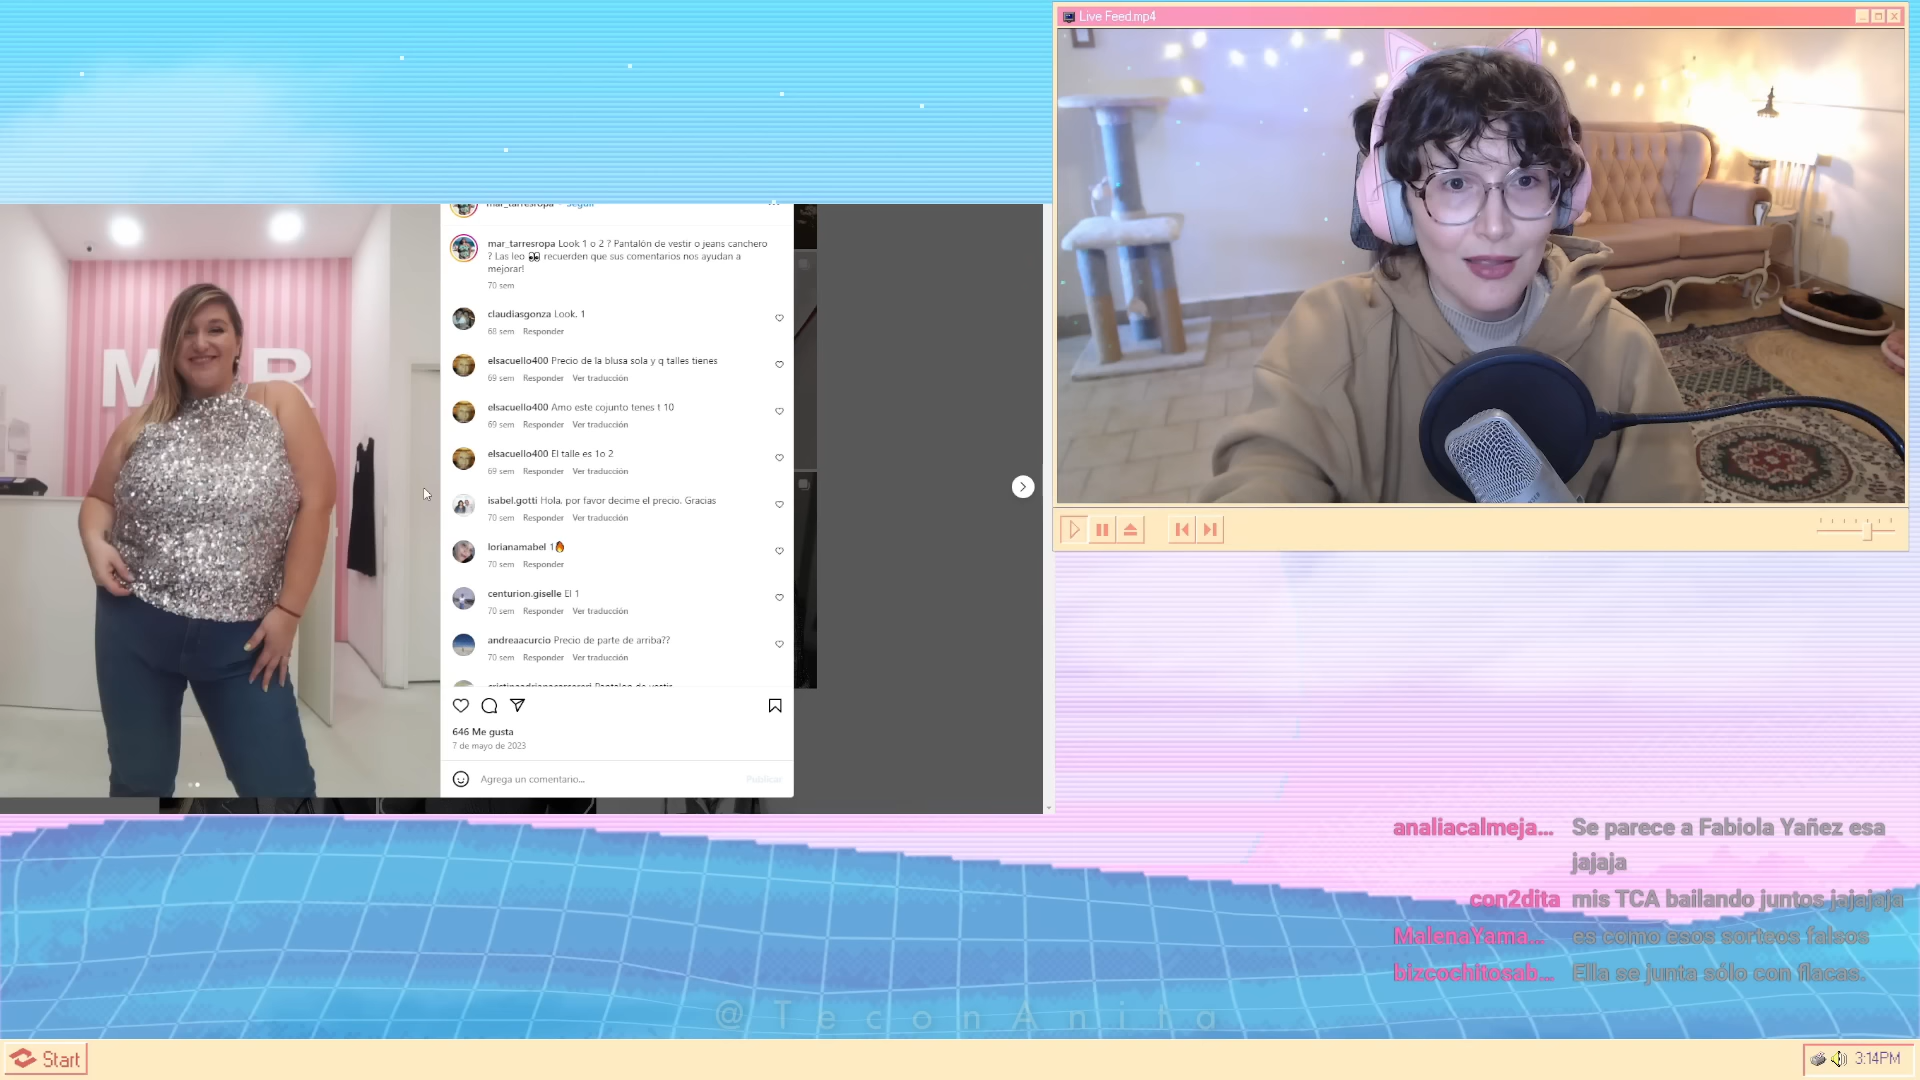 Live Feed.mp4
mar_tarresropa • Seguir
mar_tarresropa Look 1 o 2 ? Pantalón de vestir o jeans canchero
? Las leo 👀 recuerden que sus comentarios nos ayudan a
mejorar!
70 sem
claudiasgonza Look. 1
68 sem Responder
elsacuello400 Precio de la blusa sola y q talles tienes
69 sem Responder Ver traducción
elsacuello400 Amo este cojunto tenes t 10
69 sem Responder Ver traducción
elsacuello400 El talle es 1o 2
69 sem Responder Ver traducción
isabel.gotti Hola, por favor decime el precio. Gracias
70 sem Responder Ver traducción
lorianamabel 1🔥
70 sem Responder
centurion.giselle El 1
70 sem Responder Ver traducción
andreaacurcio Precio de parte de arriba??
70 sem Responder Ver traducción
646 Me gusta
7 de mayo de 2023
Agrega un comentario...
Publicar
analiacalmeja... Se parece a Fabiola Yañez esa
jajaja
con2dita mis TCA bailando juntos jajajaja
MalenaYama... es como esos sorteos falsos
bizcochitosab... Ella se junta sólo con flacas.
@TeconAnita
Start
3:14PM